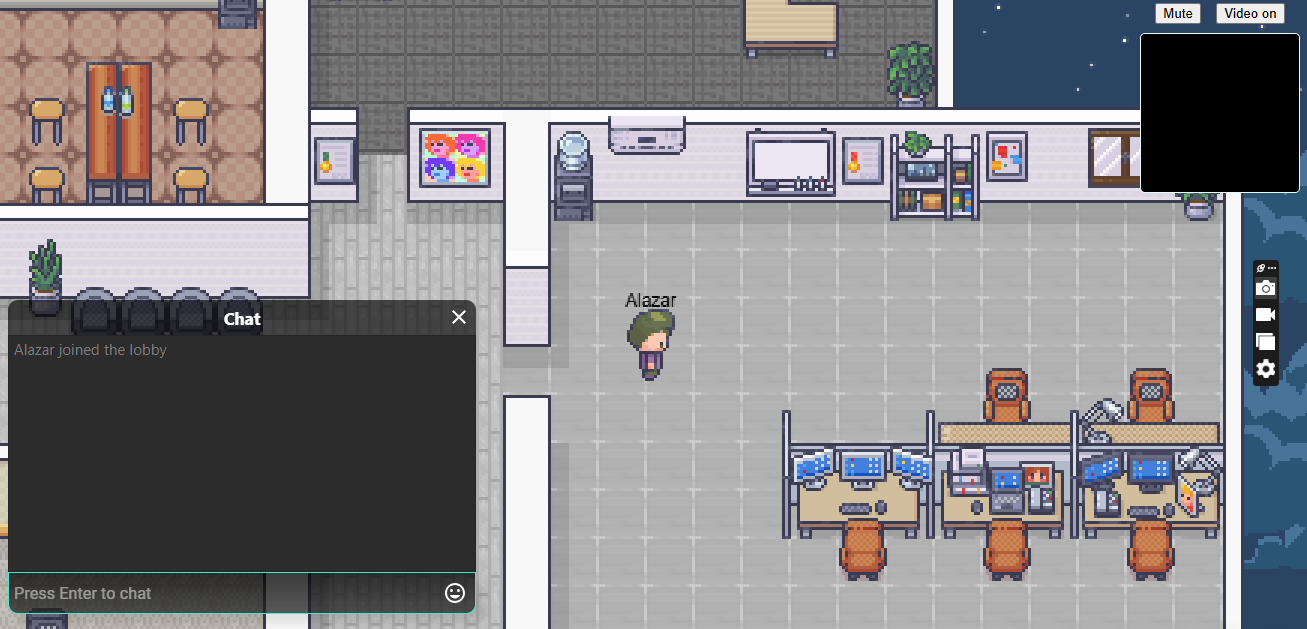 Mute
Video on
Alazar
Chat
Alazar joined the lobby
Press Enter to chat